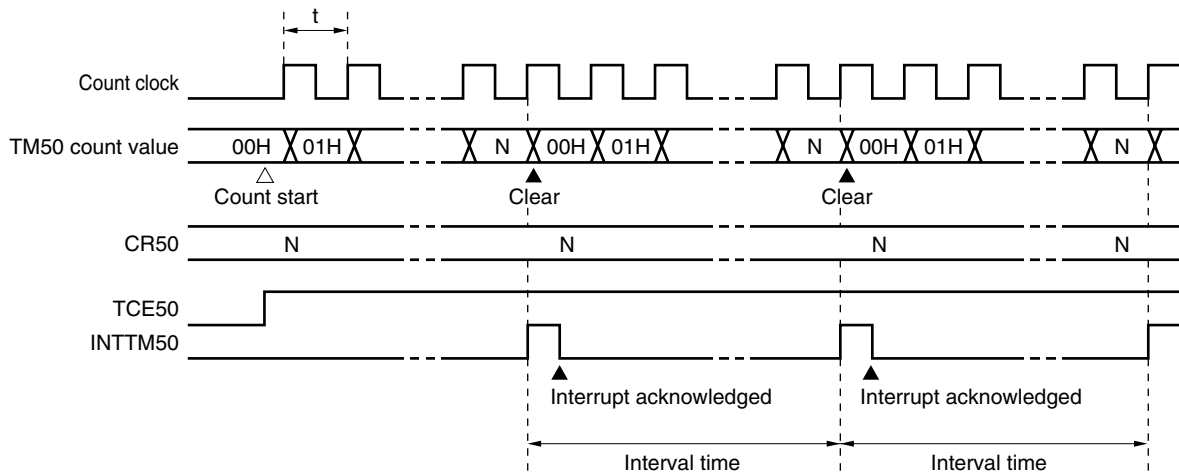 t
Count clock
TM50 count value 00H 01H N 00H 01H N 00H 01H N
Count start Clear Clear
CR50 N N N N
TCE50
INTTM50
Interrupt acknowledged Interrupt acknowledged
Interval time Interval time